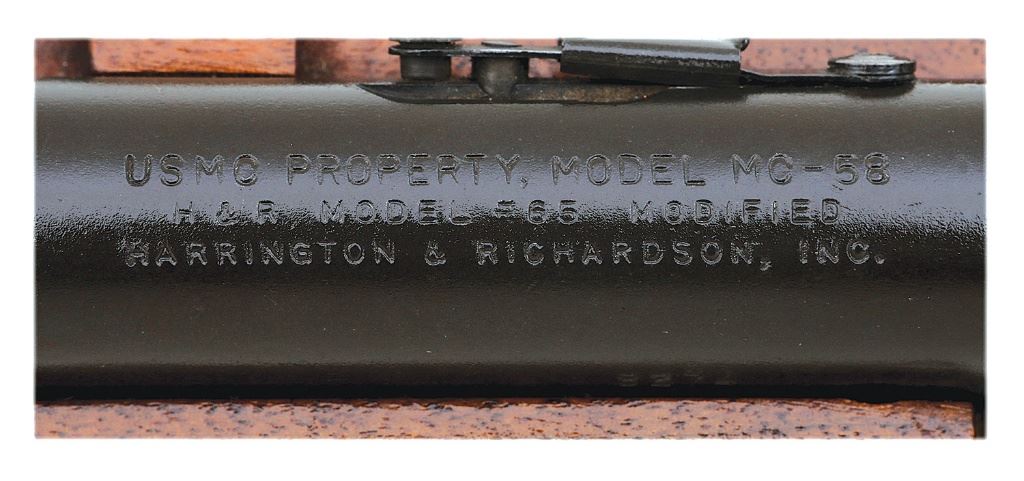 USMC PROPERTY, MODEL MC-58
H & R MODEL #65 MODIFIED
HARRINGTON & RICHARDSON, INC.